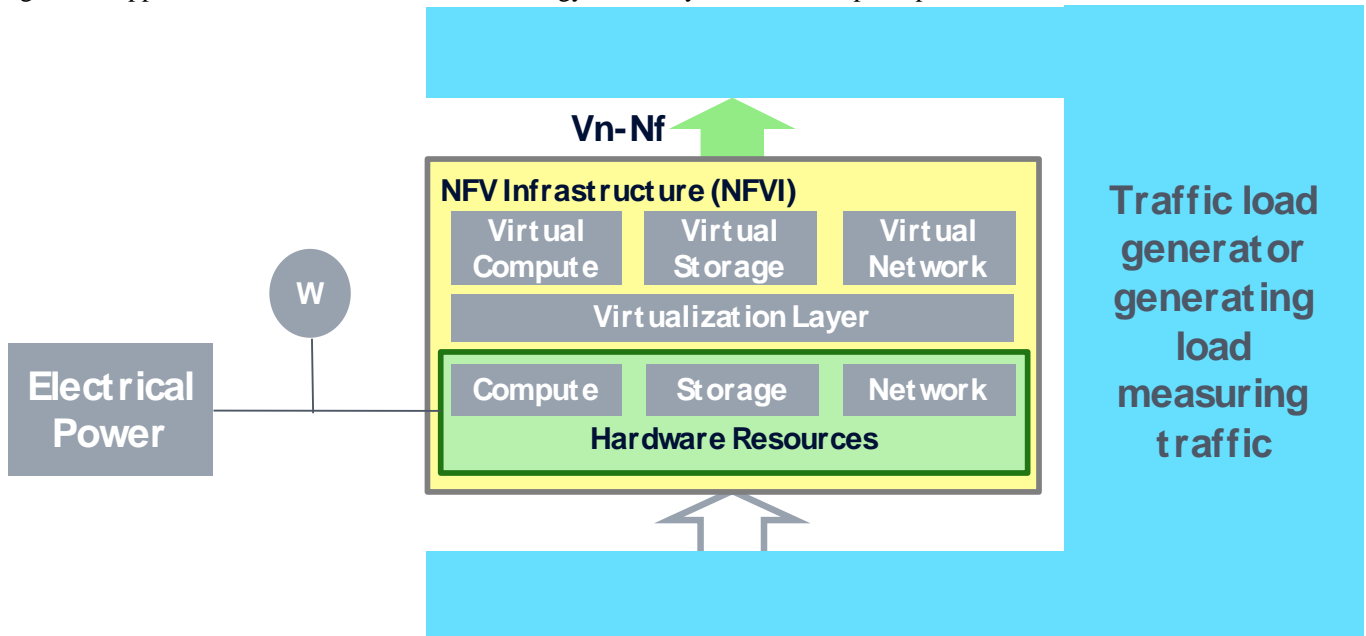 Vn-Nf
NFV Infrastructure (NFVI)
Virtual
Compute
Virtual
Storage
Virtual
Network
Virtualization Layer
W
Electrical
Power
Compute
Storage
Network
Hardware Resources
Traffic load
generator
generating
load
measuring
traffic